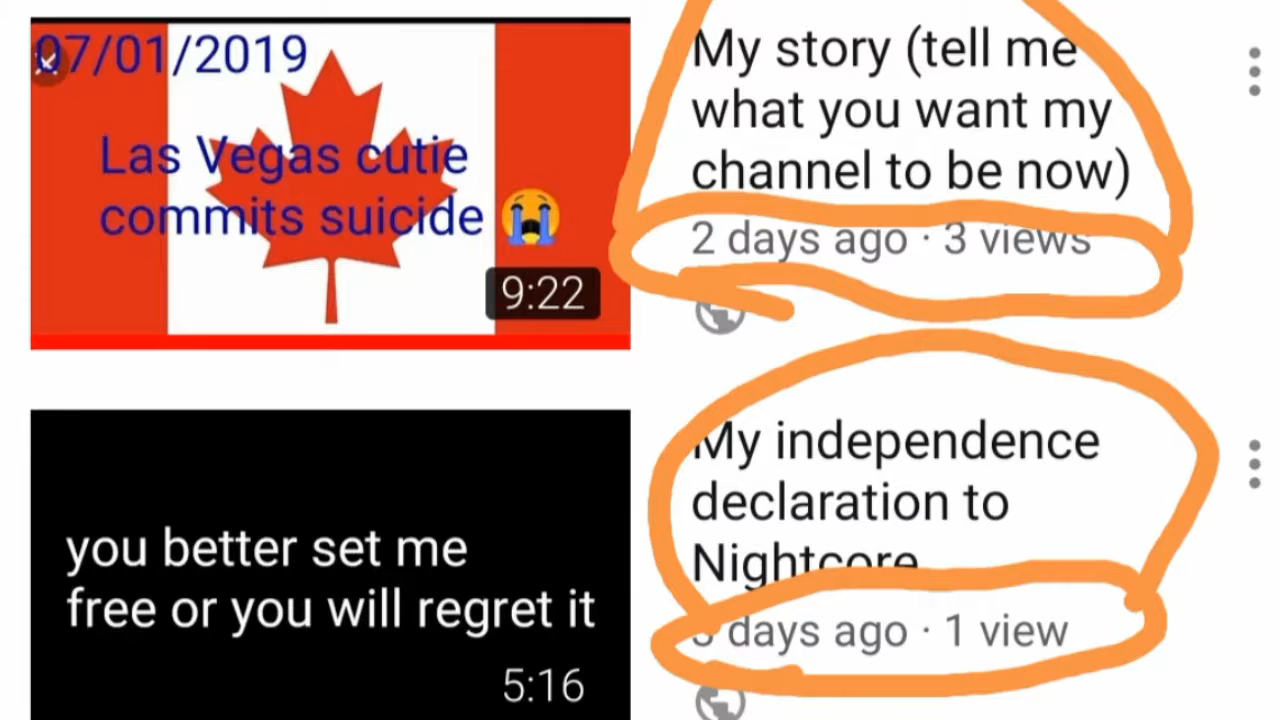 07/01/2019
Las Vegas cutie
commits suicide 😭
9:22
My story (tell me
what you want my
channel to be now)
2 days ago · 3 views
you better set me
free or you will regret it
5:16
My independence
declaration to
Nightcore
days ago · 1 view